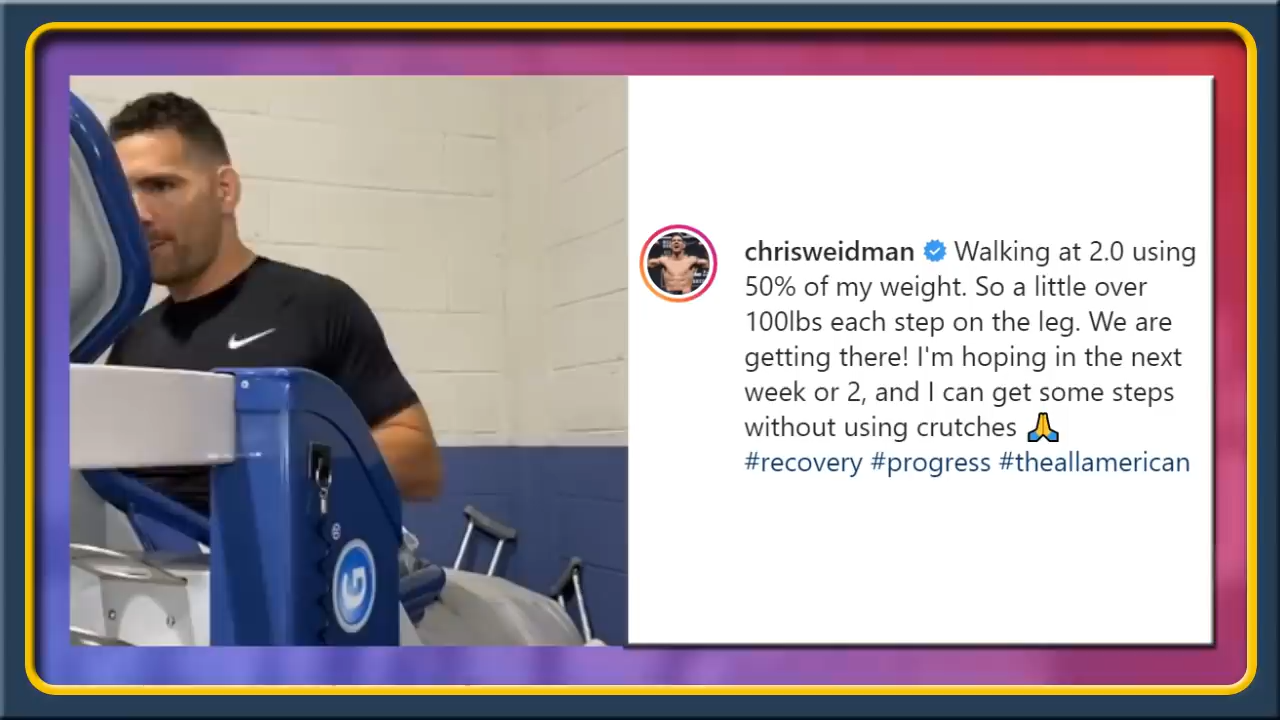 chrisweidman Walking at 2.0 using
50% of my weight. So a little over
100lbs each step on the leg. We are
getting there! I'm hoping in the next
week or 2, and I can get some steps
without using crutches 🙏
#recovery #progress #theallamerican
G